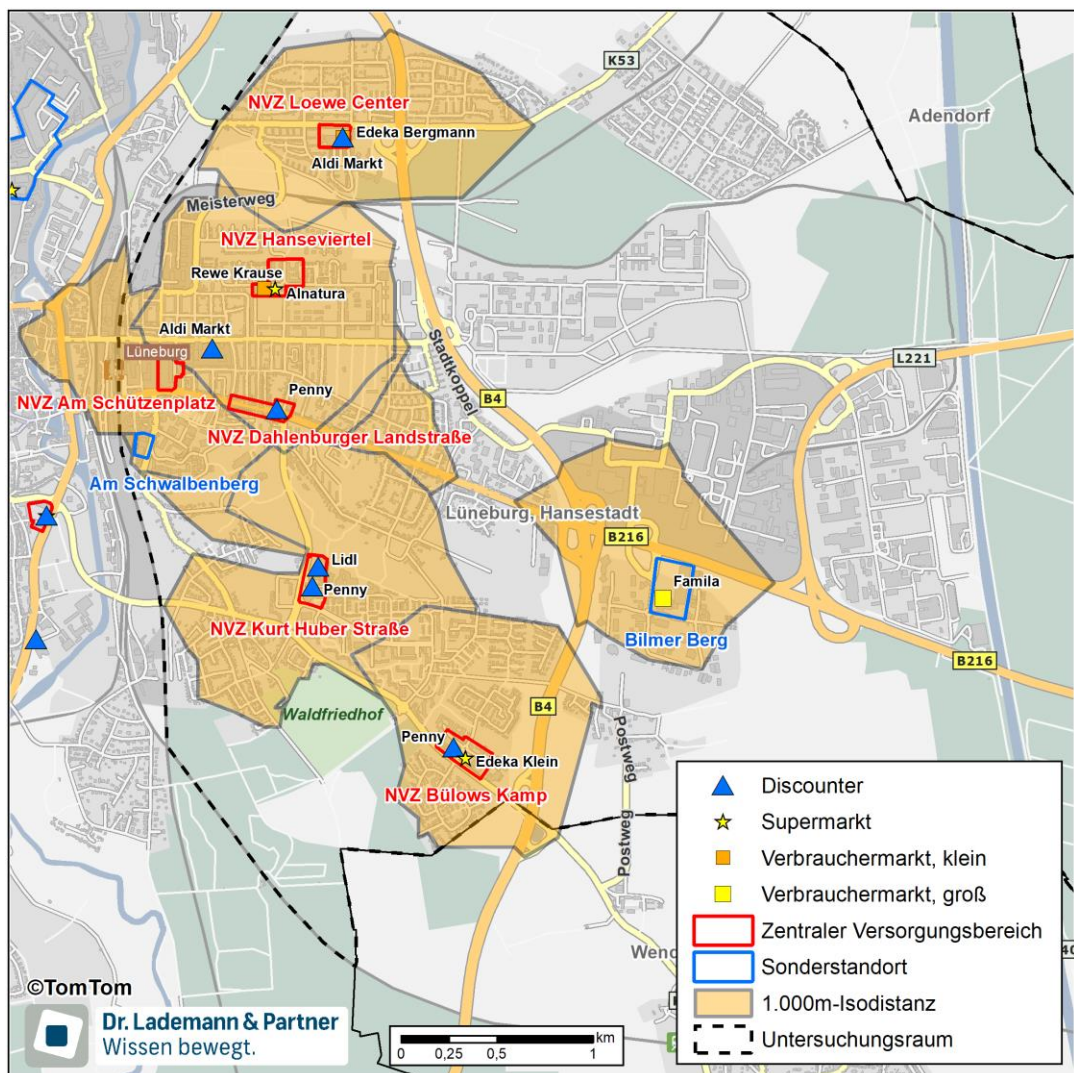 K53
Adendorf
NVZ Loewe Center
Edeka Bergmann
Aldi Markt
Meisterweg
NVZ Hanseviertel
Rewe Krause
Alnatura
Aldi Markt
Lüneburg
Stadtkoppel
L221
B4
Penny
NVZ Am Schützenplatz
NVZ Dahlenburger Landstraße
Am Schwalbenberg
Lüneburg, Hansestadt
B216
Lidl
Famila
Penny
NVZ Kurt Huber Straße
Bilmer Berg
B216
Waldfriedhof
B4
Postweg
Penny
Edeka Klein
NVZ Bülows Kamp
Postweg
Discounter
Supermarkt
Verbrauchermarkt, klein
Verbrauchermarkt, groß
Zentraler Versorgungsbereich
Sonderstandort
1.000m-Isodistanz
Untersuchungsraum
©TomTom
Dr. Lademann & Partner
Wissen bewegt.
km
0 0,25 0,5 1